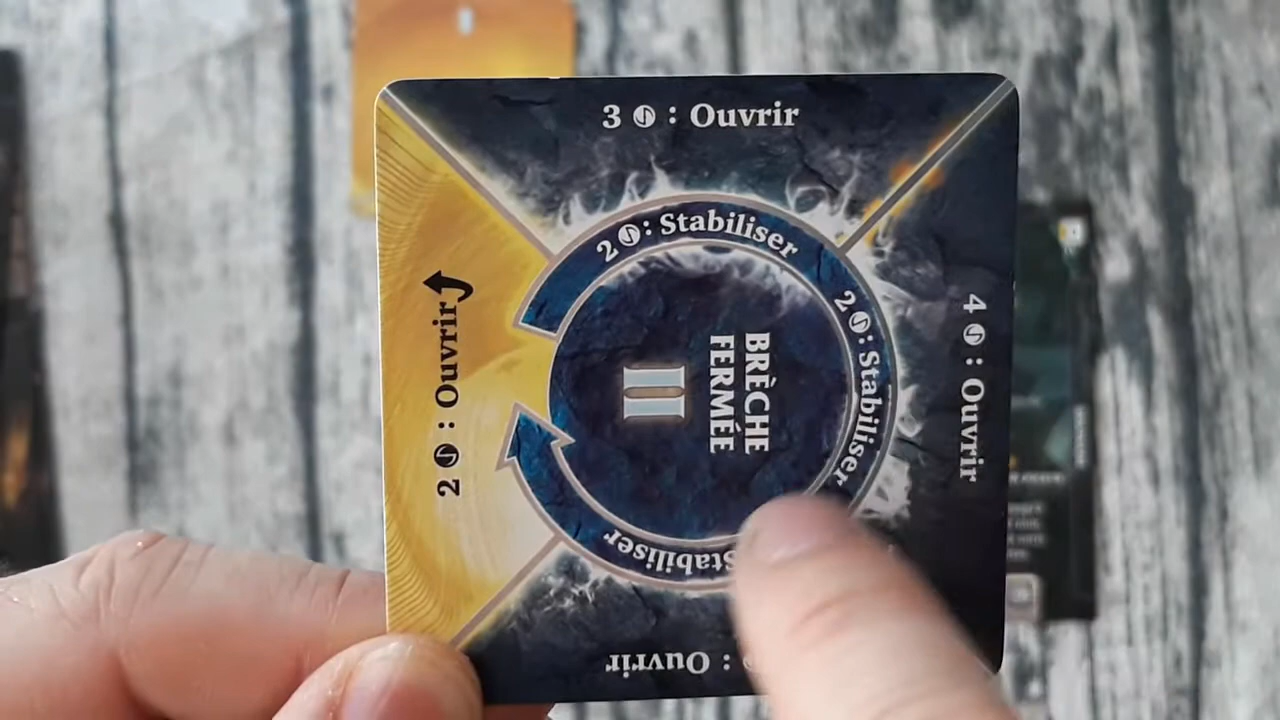 3 : Ouvrir
2 : Stabiliser
2 : Stabiliser
4 : Ouvrir
BRÈCHE
FERMÉE
II
2 : Ouvrir
Stabiliser
: Ouvrir